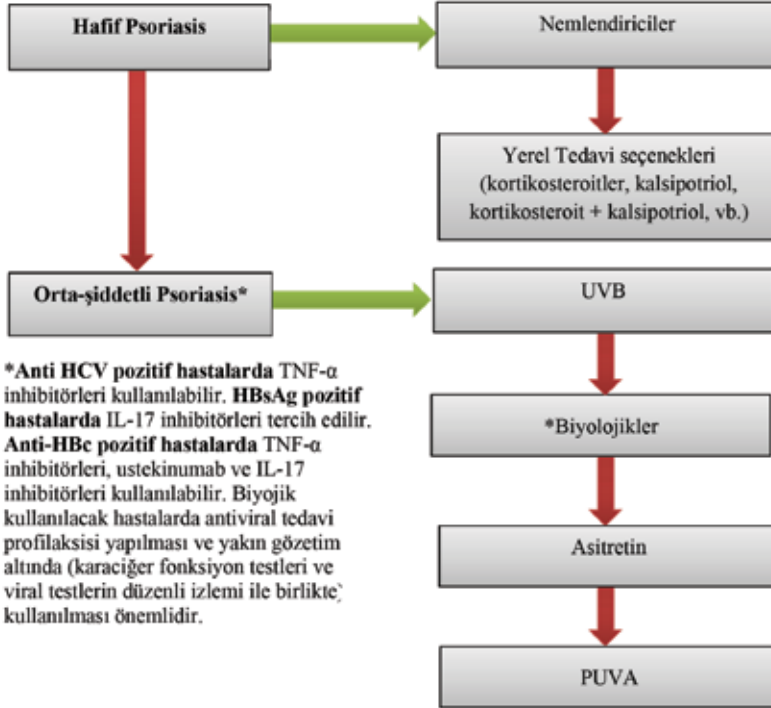 Hafif Psoriasis
Nemlendiriciler
Yerel Tedavi seçenekleri
(kortikosteroitler, kalsipotriol,
kortikosteroit + kalsipotriol, vb.)
Orta-şiddetli Psoriasis*
UVB
*Biyolojikler
Asitretin
PUVA
*Anti HCV pozitif hastalarda TNF-α
inhibitörleri kullanılabilir. HBsAg pozitif
hastalarda IL-17 inhibitörleri tercih edilir.
Anti-HBc pozitif hastalarda TNF-α
inhibitörleri, ustekinumab ve IL-17
inhibitörleri kullanılabilir. Biyojik
kullanılacak hastalarda antiviral tedavi
profilaksisi yapılması ve yakın gözetim
altında (karaciğer fonksiyon testleri ve
viral testlerin düzenli izlemi ile birlikte)
kullanılması önemlidir.